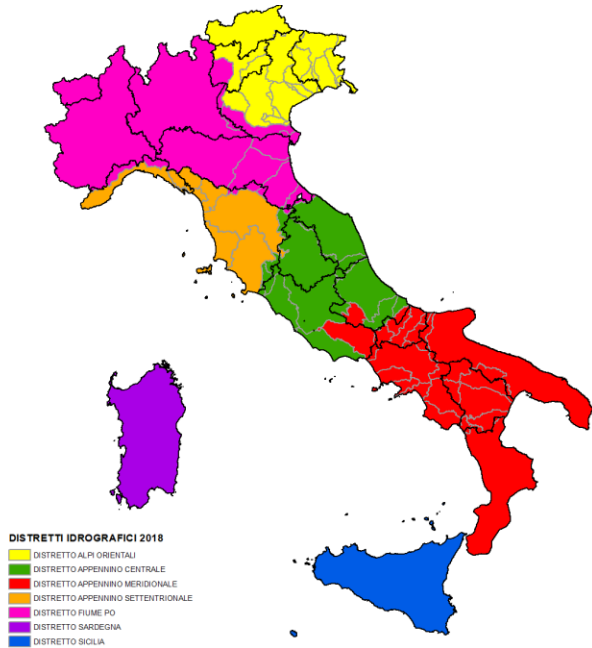 DISTRETTI IDROGRAFICI 2018
DISTRETTO ALPI ORIENTALI
DISTRETTO APPENNINO CENTRALE
DISTRETTO APPENNINO MERIDIONALE
DISTRETTO APPENNINO SETTENTRIONALE
DISTRETTO FIUME PO
DISTRETTO SARDEGNA
DISTRETTO SICILIA